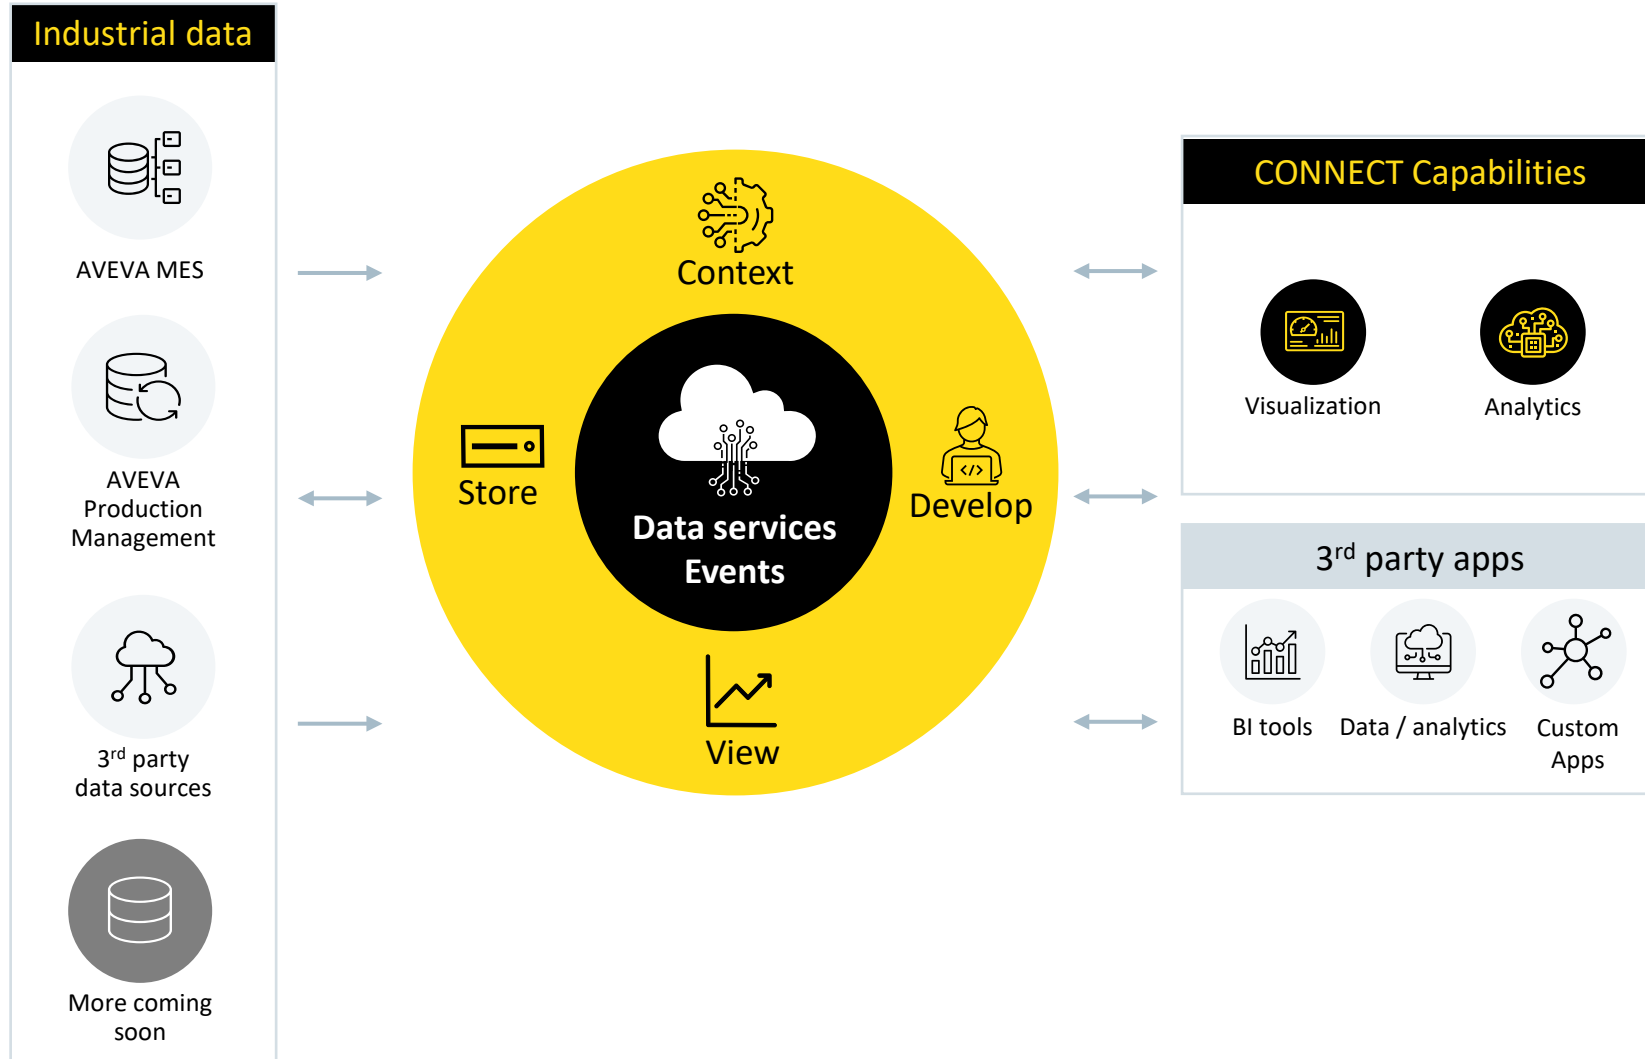 Industrial data
AVEVA MES
AVEVA
Production
Management
3rd party
data sources
More coming
soon
Context
Store
Data services
Events
Develop
View
CONNECT Capabilities
Visualization
Analytics
3rd party apps
BI tools
Data / analytics
Custom
Apps